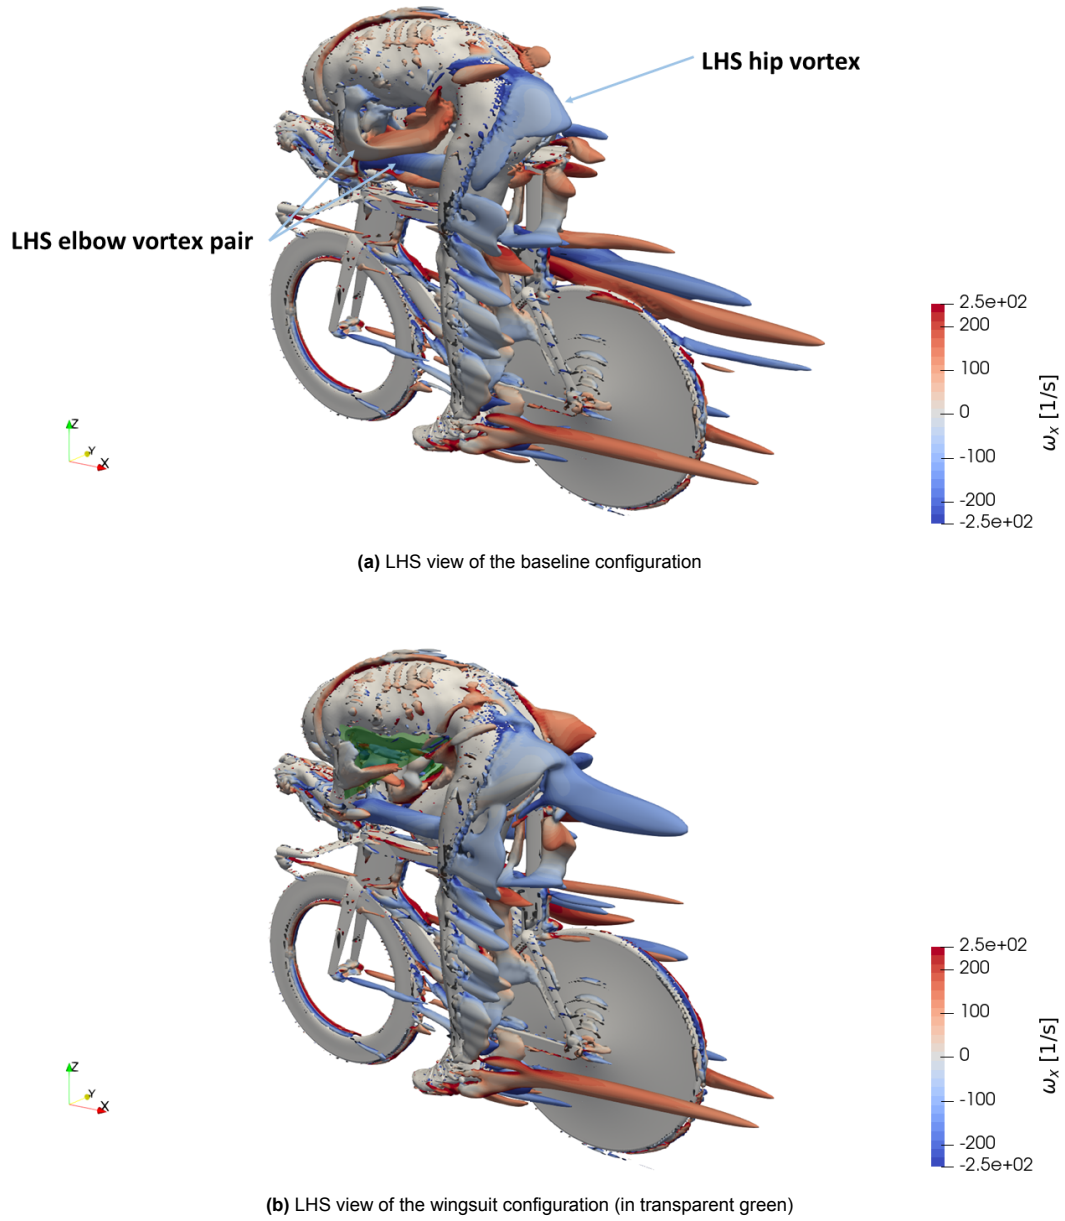 LHS hip vortex
LHS elbow vortex pair
2.5e+02
200
100
0
-100
-200
-2.5e+02
ωx [1/s]
Z
Y
X
(a) LHS view of the baseline configuration
2.5e+02
200
100
0
-100
-200
-2.5e+02
ωx [1/s]
Z
Y
X
(b) LHS view of the wingsuit configuration (in transparent green)